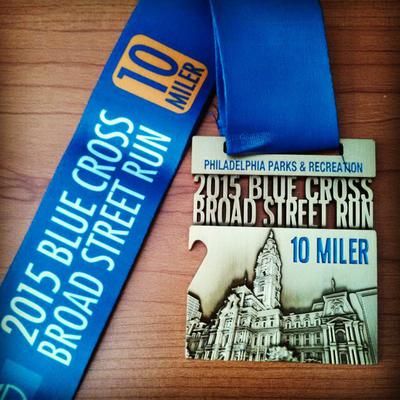 10
MILER
2015 BLUE CROSS
BROAD STREET RUN
PHILADELPHIA PARKS & RECREATION
2015 BLUE CROSS
BROAD STREET RUN
10 MILER